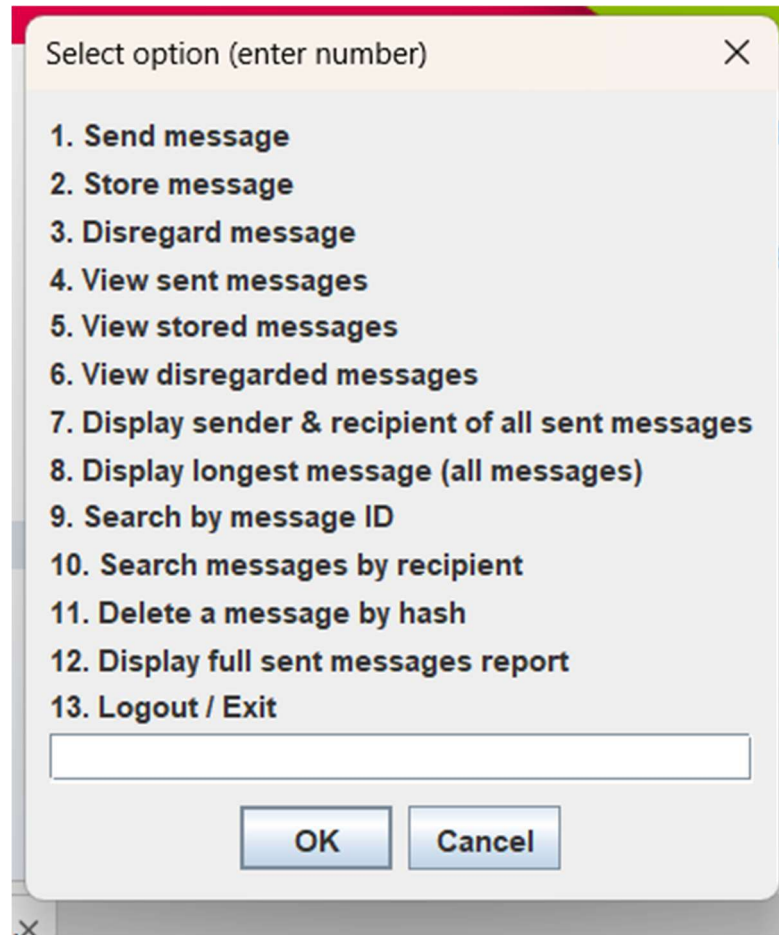 Select option (enter number)
1. Send message
2. Store message
3. Disregard message
4. View sent messages
5. View stored messages
6. View disregarded messages
7. Display sender & recipient of all sent messages
8. Display longest message (all messages)
9. Search by message ID
10. Search messages by recipient
11. Delete a message by hash
12. Display full sent messages report
13. Logout / Exit
OK Cancel